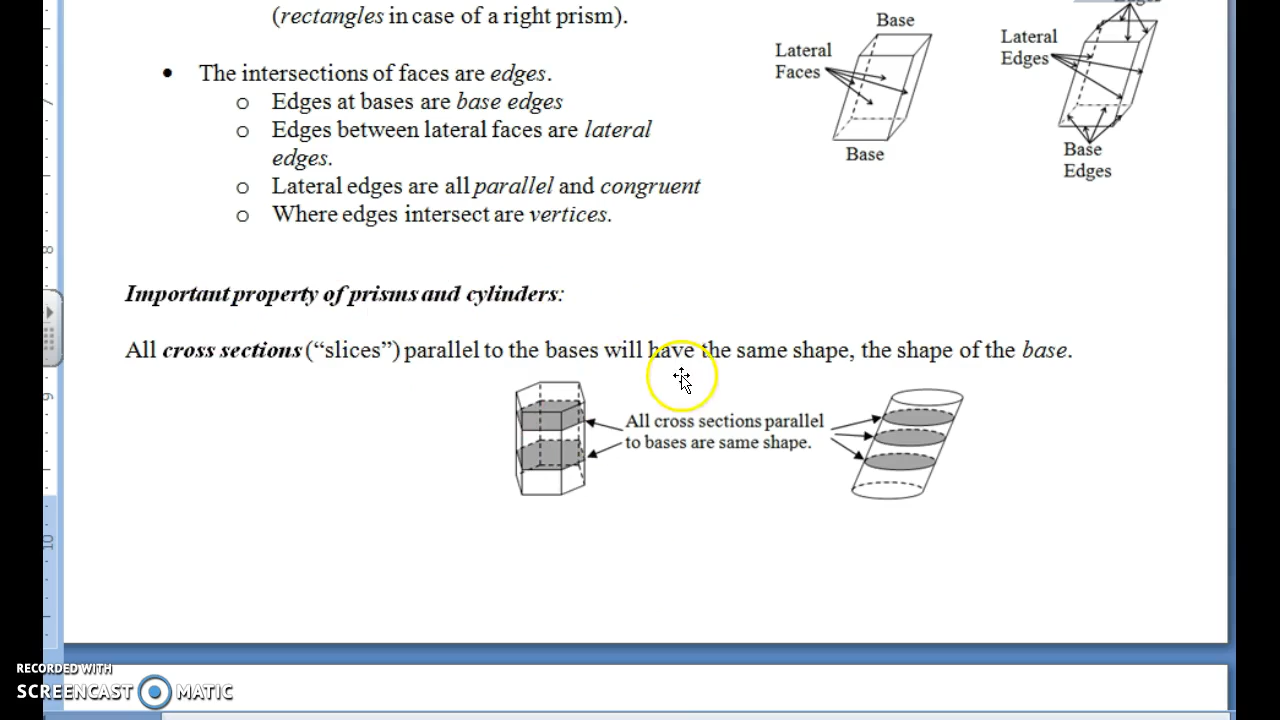 (rectangles in case of a right prism).
• The intersections of faces are edges.
o Edges at bases are base edges
o Edges between lateral faces are lateral
edges.
o Lateral edges are all parallel and congruent
o Where edges intersect are vertices.
Base
Lateral
Faces
Base
Lateral
Edges
Base
Edges
Important property of prisms and cylinders:
All cross sections (“slices”) parallel to the bases will have the same shape, the shape of the base.
All cross sections parallel
to bases are same shape.
7
8
9
10
RECORDED WITH
SCREENCAST MATIC